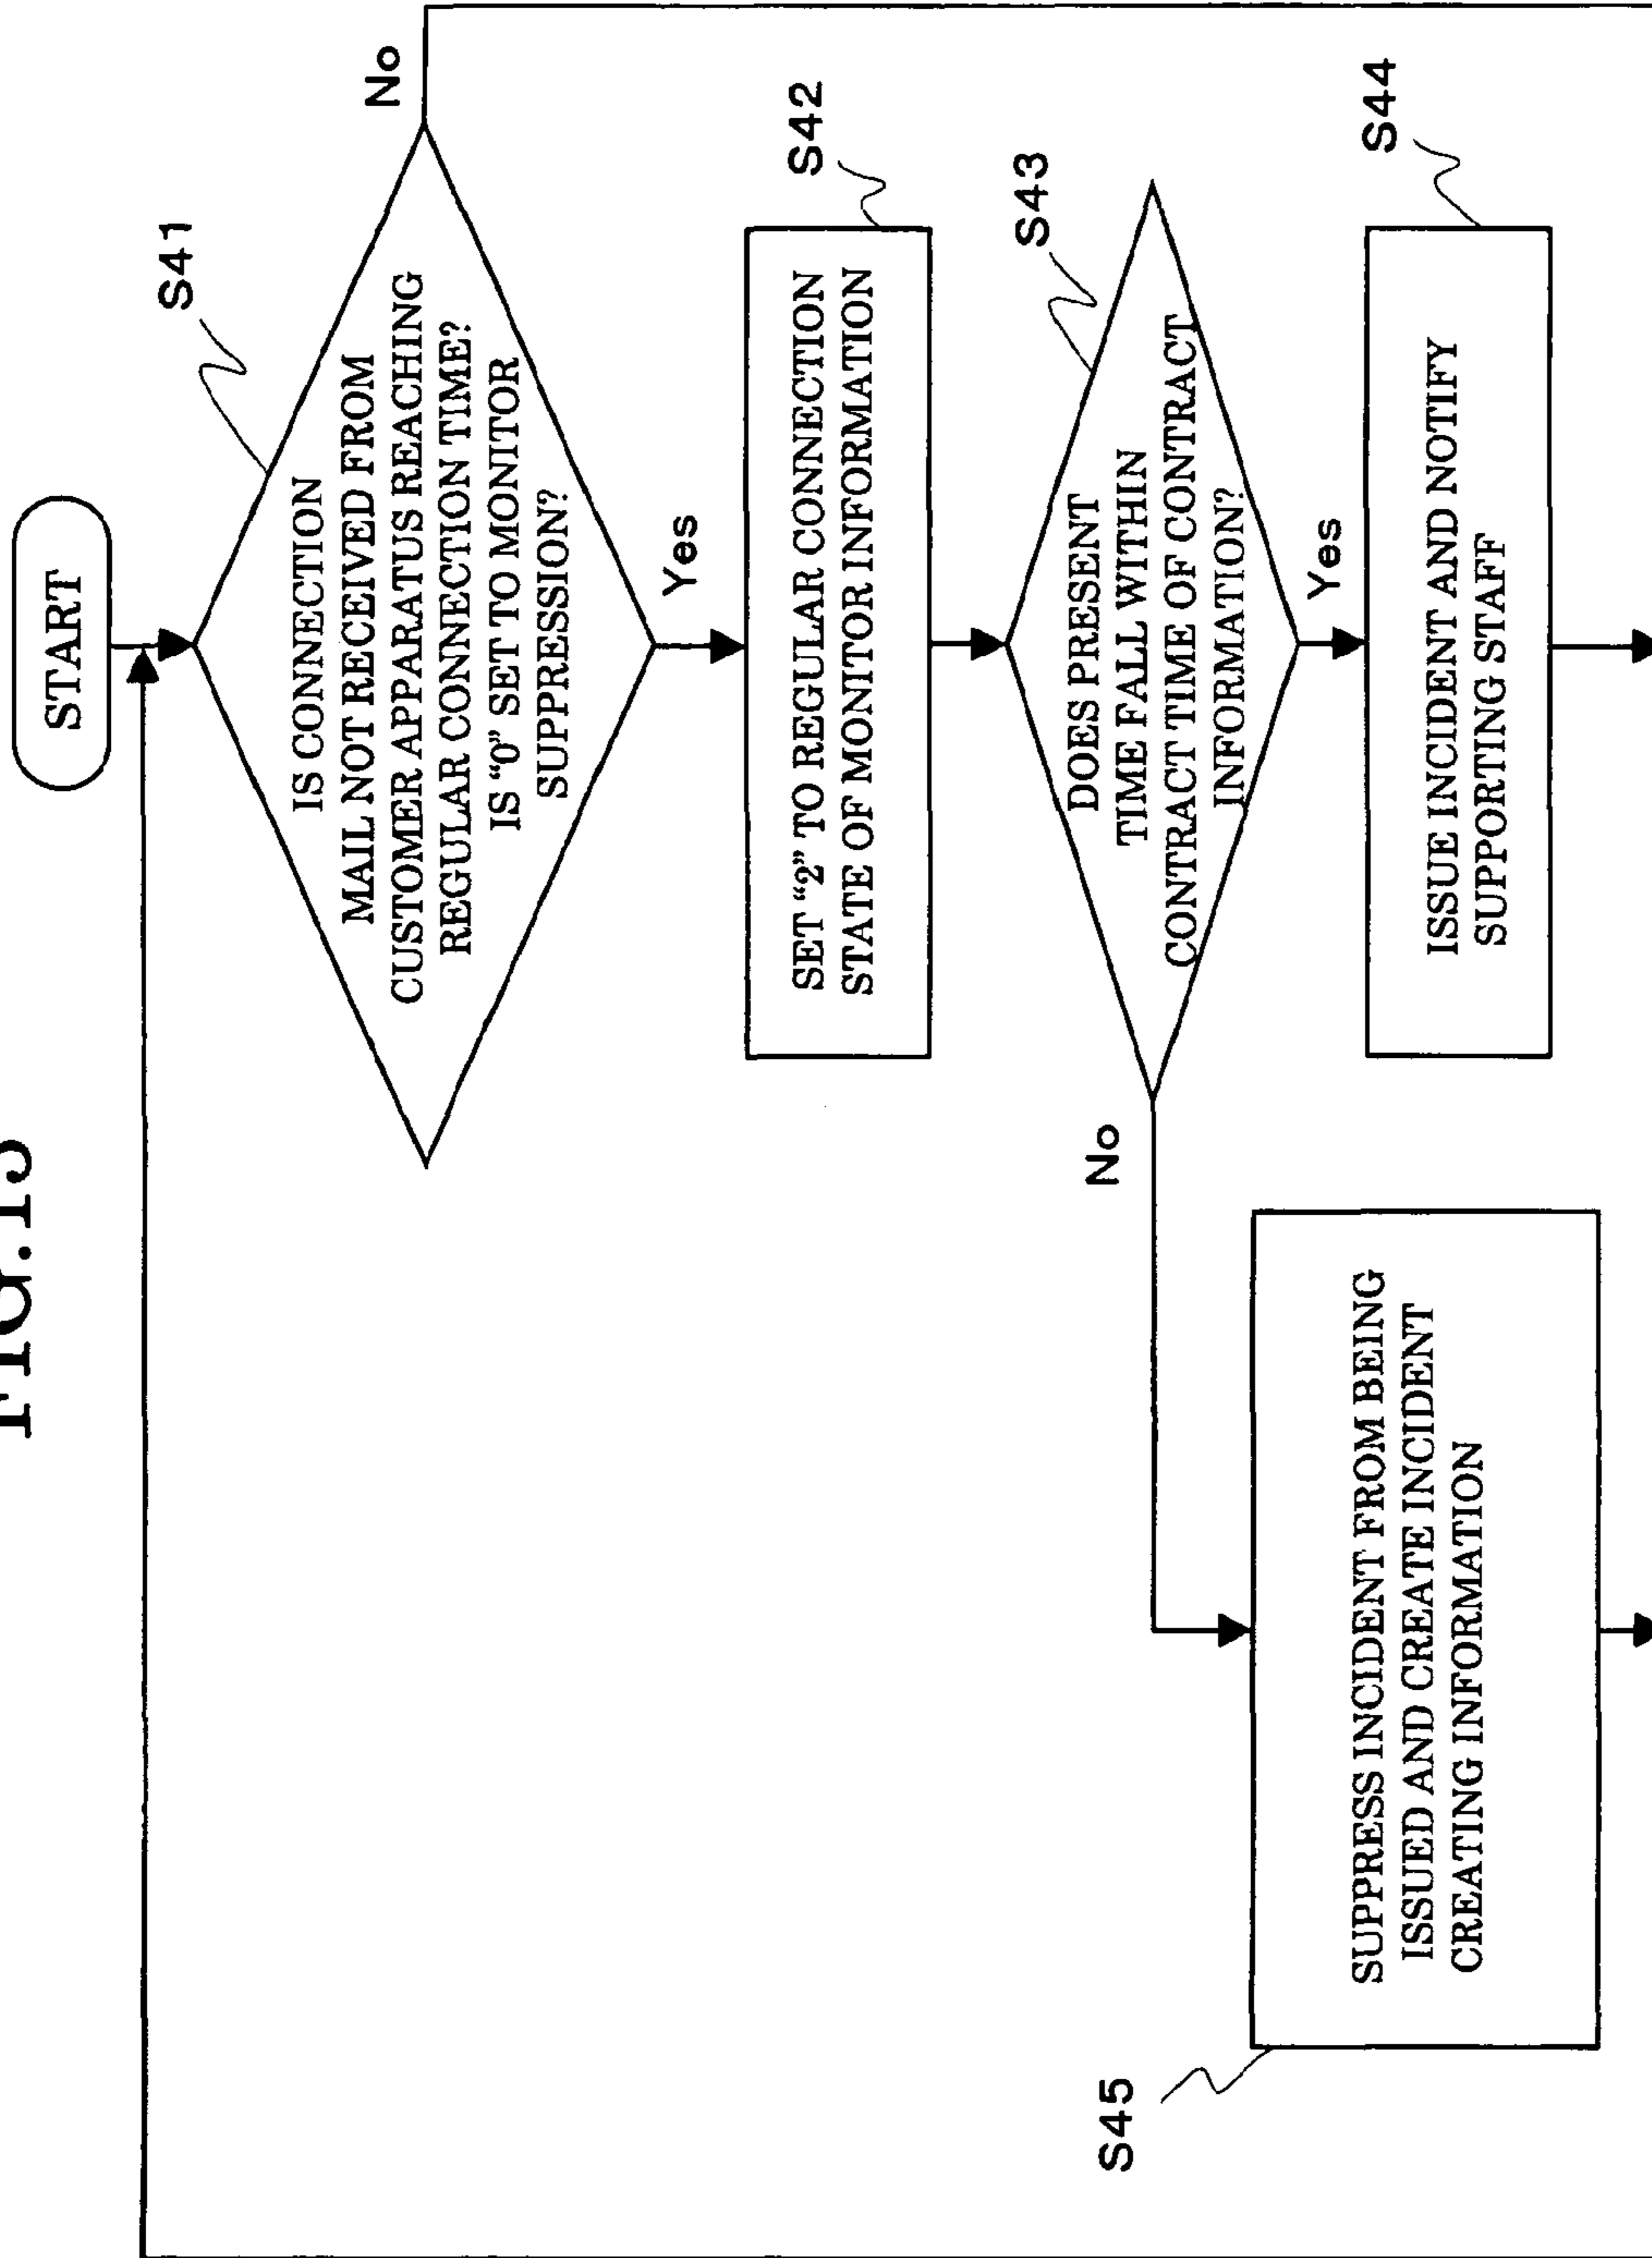 FIG.13
START
S41
IS CONNECTION
MAIL NOT RECEIVED FROM
CUSTOMER APPARATUS REACHING
REGULAR CONNECTION TIME?
IS “0” SET TO MONITOR
SUPPRESSION?
No
Yes
S42
SET “2” TO REGULAR CONNECTION
STATE OF MONITOR INFORMATION
S43
DOES PRESENT
TIME FALL WITHIN
CONTRACT TIME OF CONTRACT
INFORMATION?
No
Yes
S44
ISSUE INCIDENT AND NOTIFY
SUPPORTING STAFF
S45
SUPPRESS INCIDENT FROM BEING
ISSUED AND CREATE INCIDENT
CREATING INFORMATION